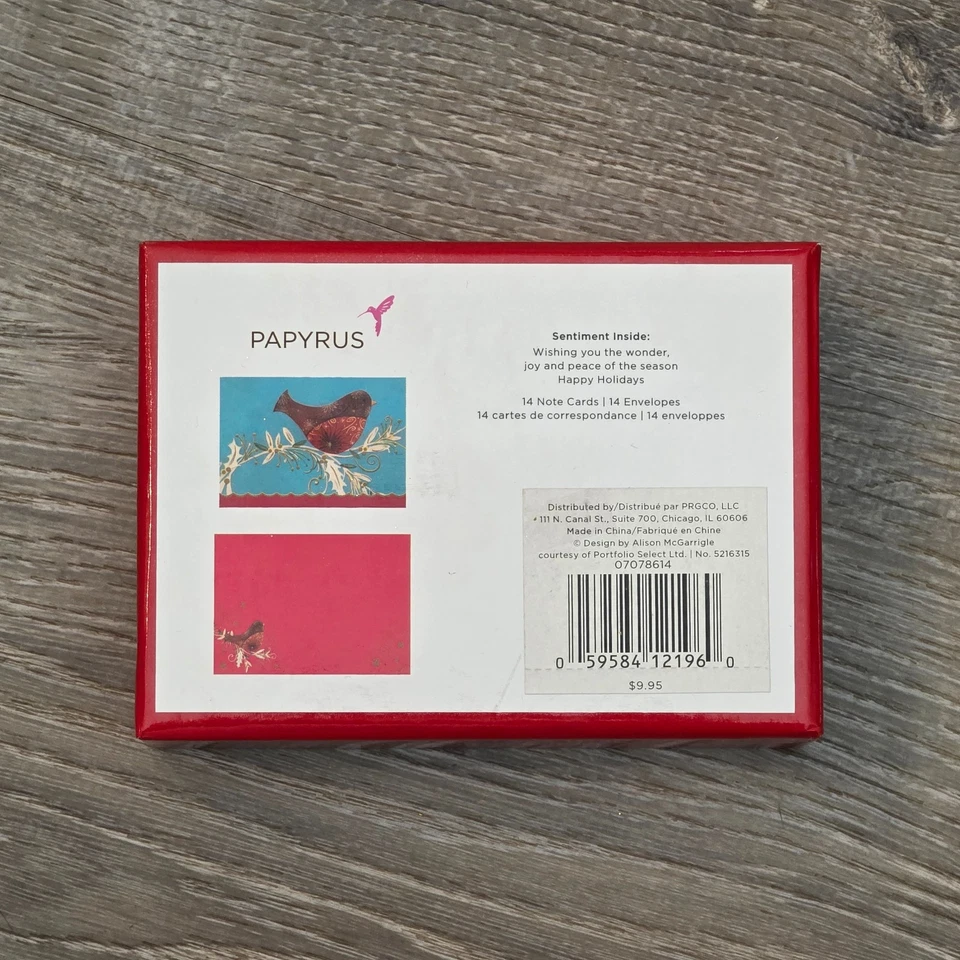 PAPYRUS
Sentiment Inside:
Wishing you the wonder,
joy and peace of the season
Happy Holidays
14 Note Cards | 14 Envelopes
14 cartes de correspondance | 14 enveloppes
Distributed by/Distribué par PRGCO, LLC
111 N. Canal St., Suite 700, Chicago, IL 60606
Made in China/Fabriqué en Chine
© Design by Alison McGarrigle
courtesy of Portfolio Select Ltd. | No. 5216315
07078614
0 59584 12196 0
$9.95